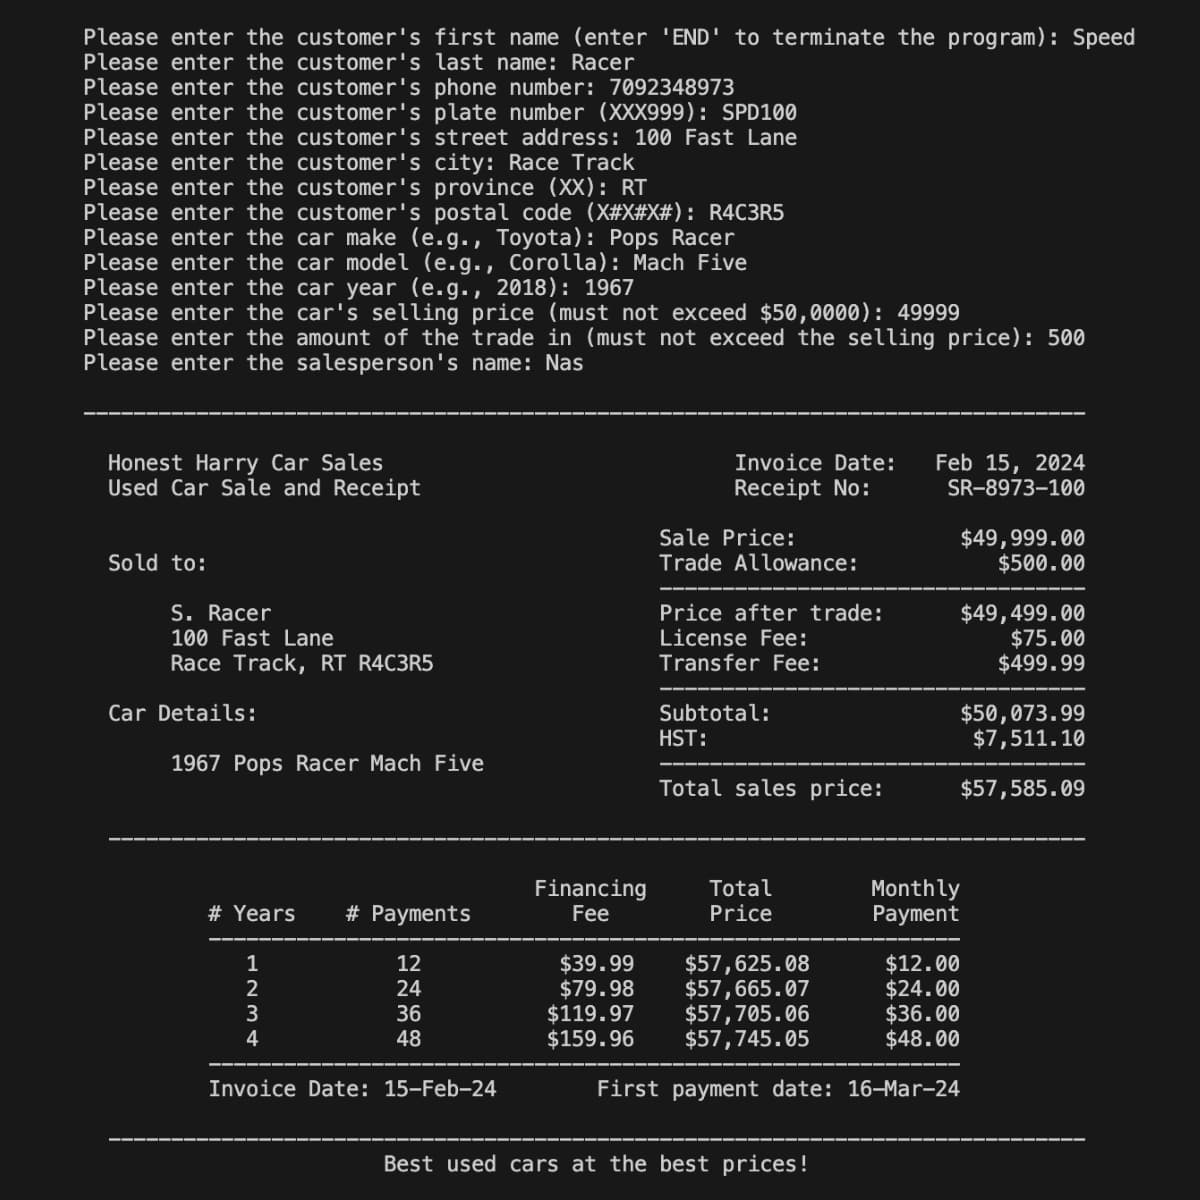 Please enter the customer's first name (enter 'END' to terminate the program): Speed
Please enter the customer's last name: Racer
Please enter the customer's phone number: 7092348973
Please enter the customer's plate number (XXX999): SPD100
Please enter the customer's street address: 100 Fast Lane
Please enter the customer's city: Race Track
Please enter the customer's province (XX): RT
Please enter the customer's postal code (X#X#X#): R4C3R5
Please enter the car make (e.g., Toyota): Pops Racer
Please enter the car model (e.g., Corolla): Mach Five
Please enter the car year (e.g., 2018): 1967
Please enter the car's selling price (must not exceed $50,0000): 49999
Please enter the amount of the trade in (must not exceed the selling price): 500
Please enter the salesperson's name: Nas
Honest Harry Car Sales Invoice Date: Feb 15, 2024
Used Car Sale and Receipt Receipt No: SR-8973-100
Sale Price: $49,999.00
Sold to: Trade Allowance: $500.00
S. Racer Price after trade: $49,499.00
100 Fast Lane License Fee: $75.00
Race Track, RT R4C3R5 Transfer Fee: $499.99
Car Details: Subtotal: $50,073.99
HST: $7,511.10
1967 Pops Racer Mach Five
Total sales price: $57,585.09
Financing Total Monthly
# Years # Payments Fee Price Payment
1 12 $39.99 $57,625.08 $12.00
2 24 $79.98 $57,665.07 $24.00
3 36 $119.97 $57,705.06 $36.00
4 48 $159.96 $57,745.05 $48.00
Invoice Date: 15-Feb-24 First payment date: 16-Mar-24
Best used cars at the best prices!